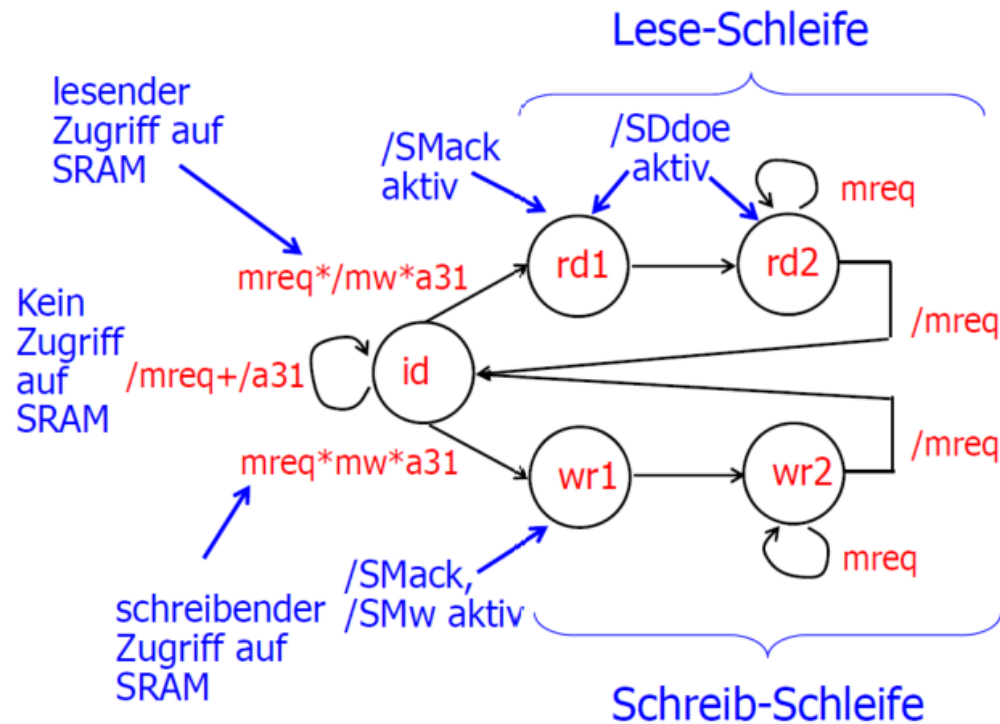 Lese-Schleife
lesender
Zugriff auf
SRAM
/SMack
aktiv
/SDdoe
aktiv
mreq
mreq*/mw*a31
rd1
rd2
/mreq
Kein
Zugriff
auf
SRAM
/mreq+/a31
id
mreq*mw*a31
wr1
wr2
/mreq
mreq
/SMack,
/SMw aktiv
schreibender
Zugriff auf
SRAM
Schreib-Schleife